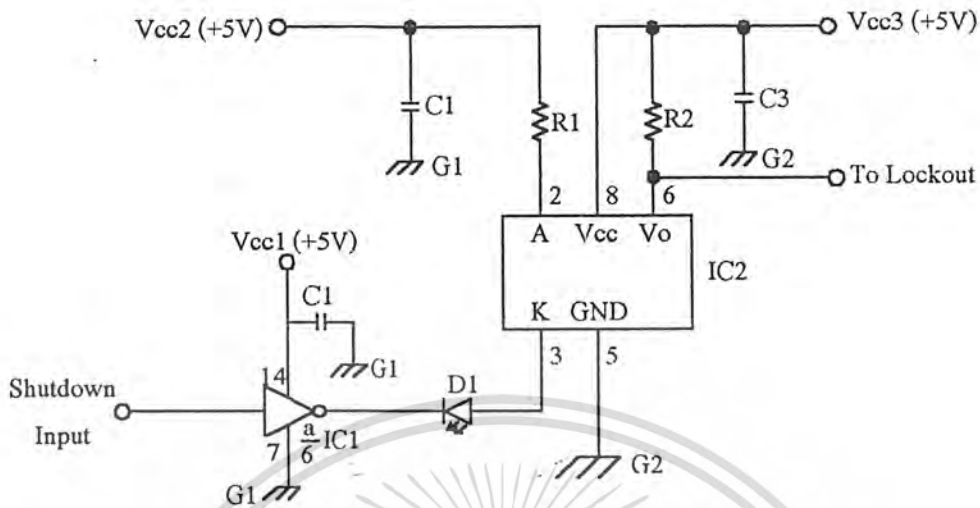 Vcc2 (+5V)
Vcc3 (+5V)
C1
G1
R1
R2
C3
G2
2
8
6
To Lockout
A
Vcc
Vo
IC2
K
GND
3
5
Vcc1 (+5V)
C1
G1
14
Shutdown
Input
7
a/6 IC1
G1
D1
G2